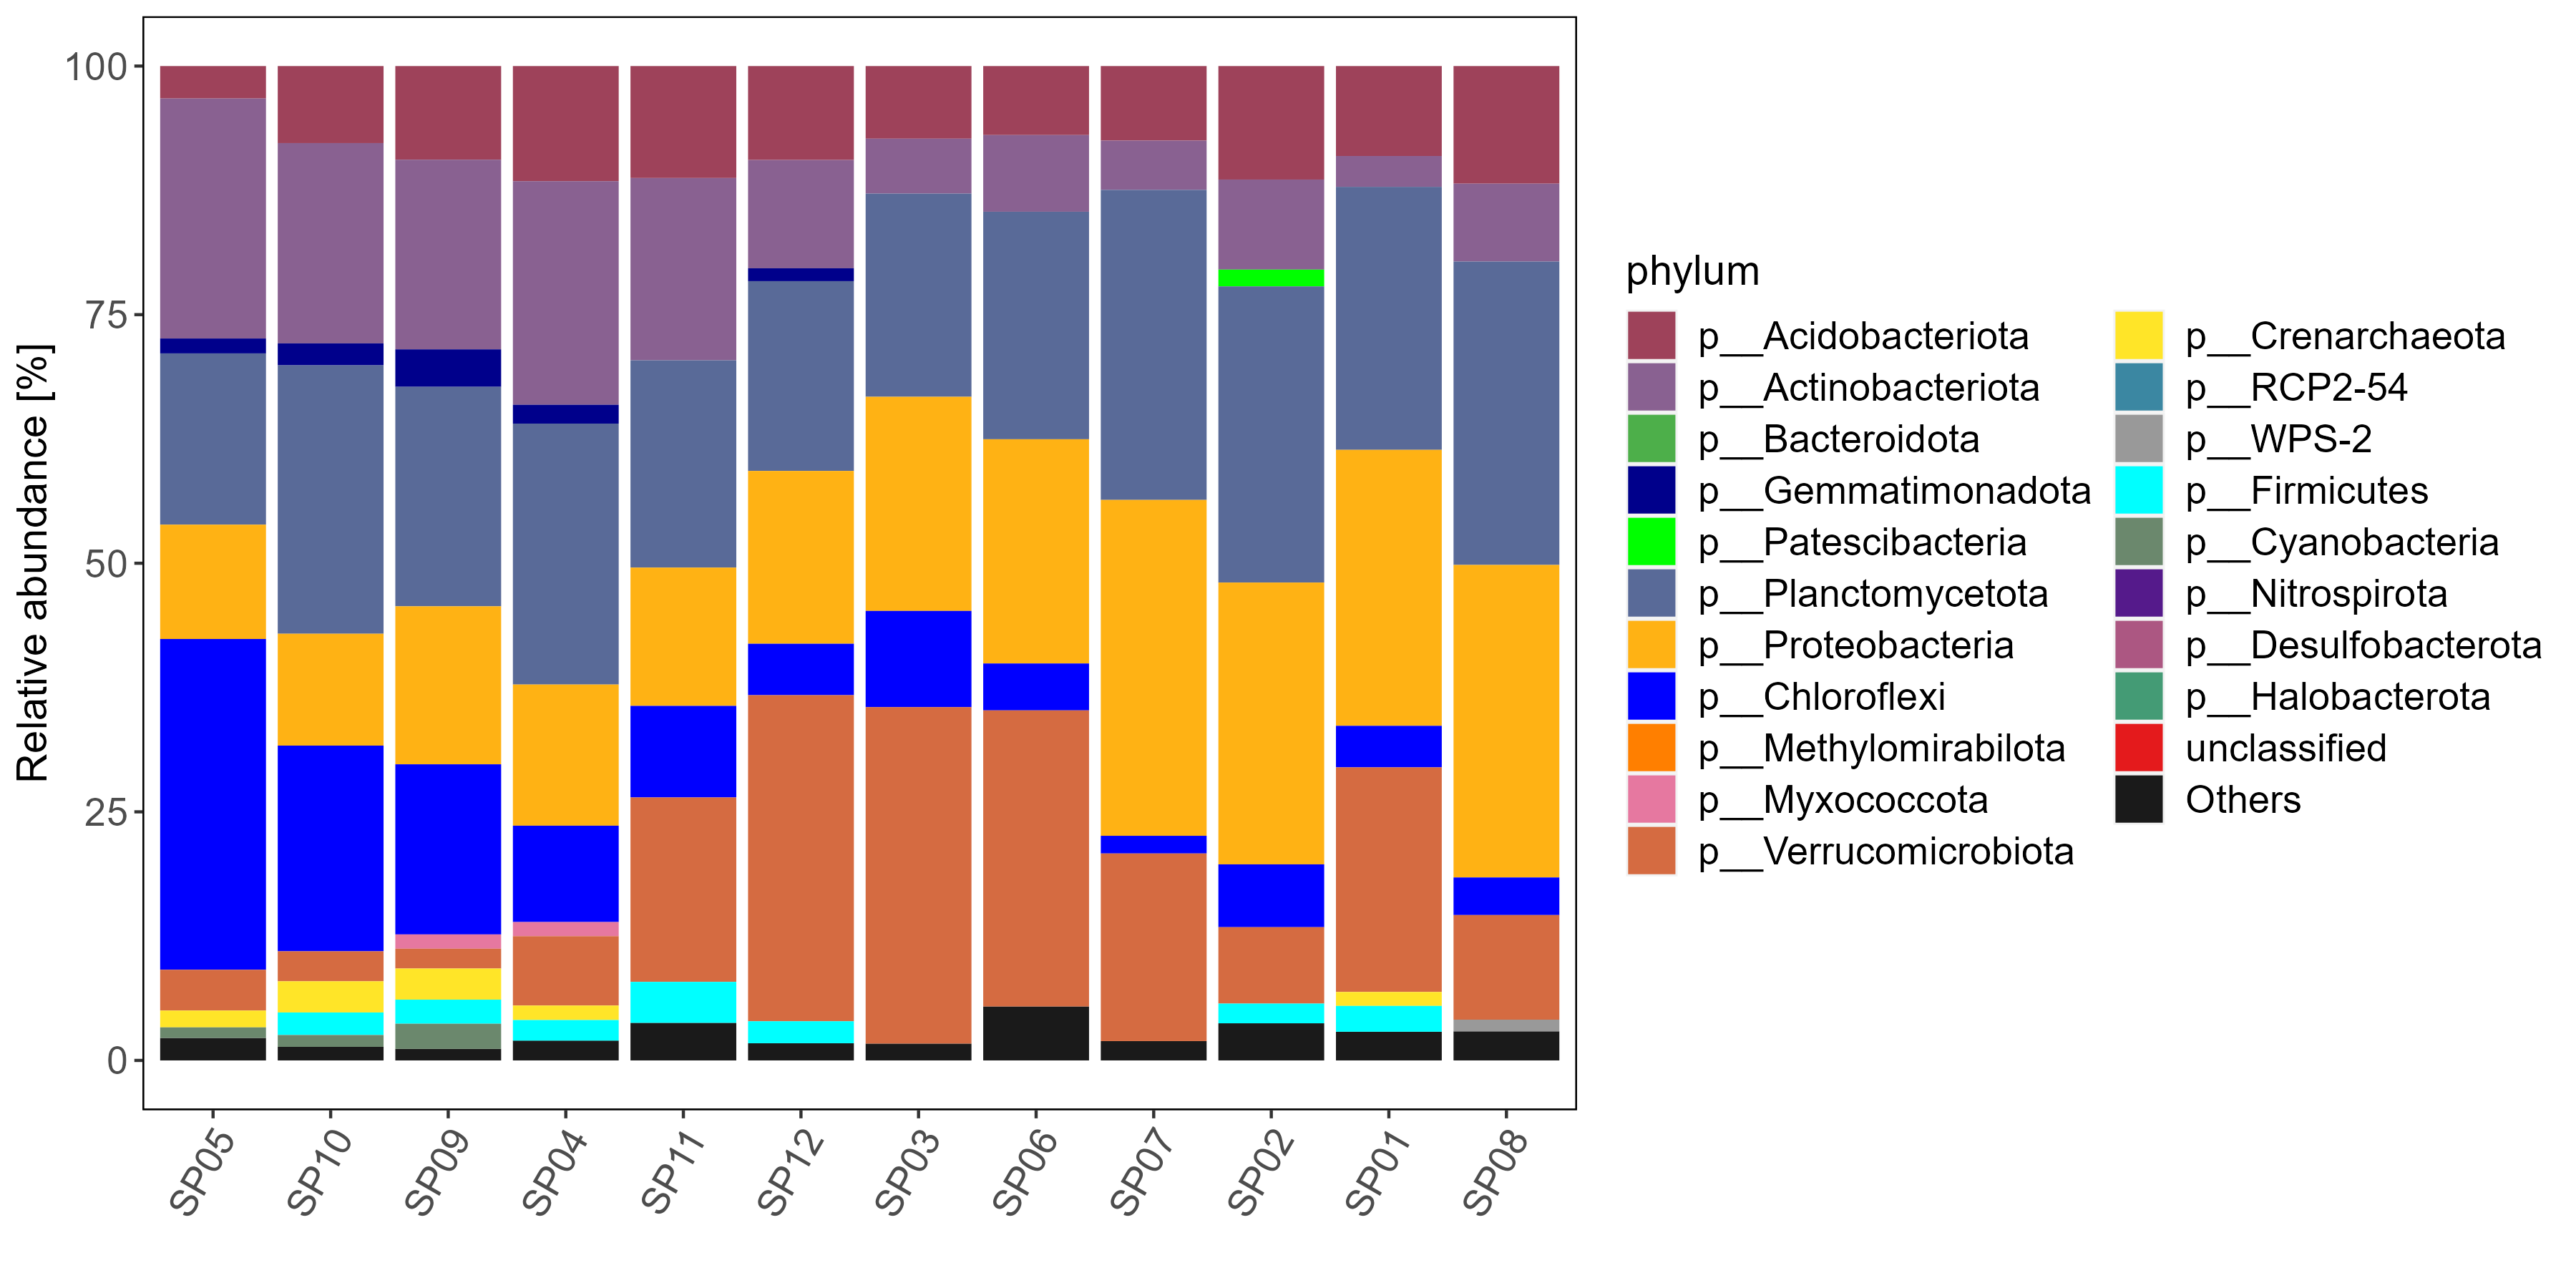 Relative abundance [%]
100
75
50
25
0
SP05
SP10
SP09
SP04
SP11
SP12
SP03
SP06
SP07
SP02
SP01
SP08
phylum
p__Acidobacteriota
p__Actinobacteriota
p__Bacteroidota
p__Gemmatimonadota
p__Patescibacteria
p__Planctomycetota
p__Proteobacteria
p__Chloroflexi
p__Methylomirabilota
p__Myxococcota
p__Verrucomicrobiota
p__Crenarchaeota
p__RCP2-54
p__WPS-2
p__Firmicutes
p__Cyanobacteria
p__Nitrospirota
p__Desulfobacterota
p__Halobacterota
unclassified
Others